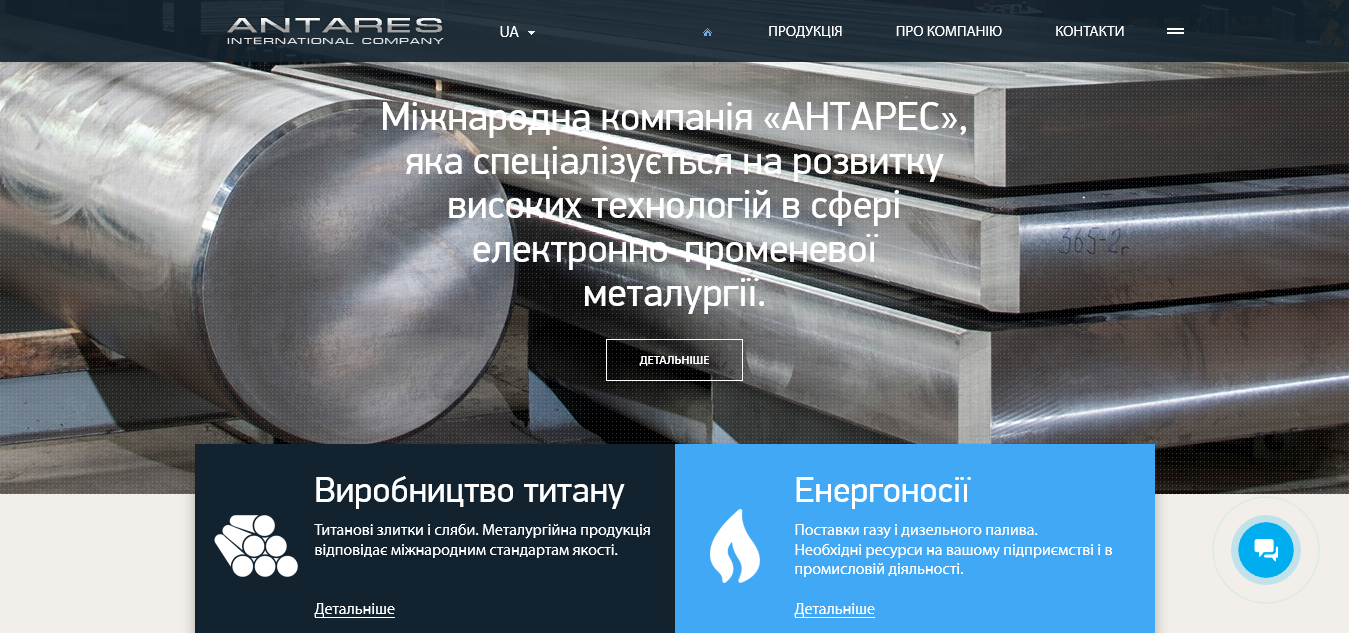 ANTARES
INTERNATIONAL COMPANY
UA
ПРОДУКЦІЯ
ПРО КОМПАНІЮ
КОНТАКТИ
Міжнародна компанія «АНТАРЕС»,
яка спеціалізується на розвитку
високих технологій в сфері
електронно-променевої
металургії.
365-2г
ДЕТАЛЬНІШЕ
Виробництво титану
Титанові злитки і сляби. Металургійна продукція
відповідає міжнародним стандартам якості.
Детальніше
Енергоносії
Поставки газу і дизельного палива.
Необхідні ресурси на вашому підприємстві і в
промисловій діяльності.
Детальніше